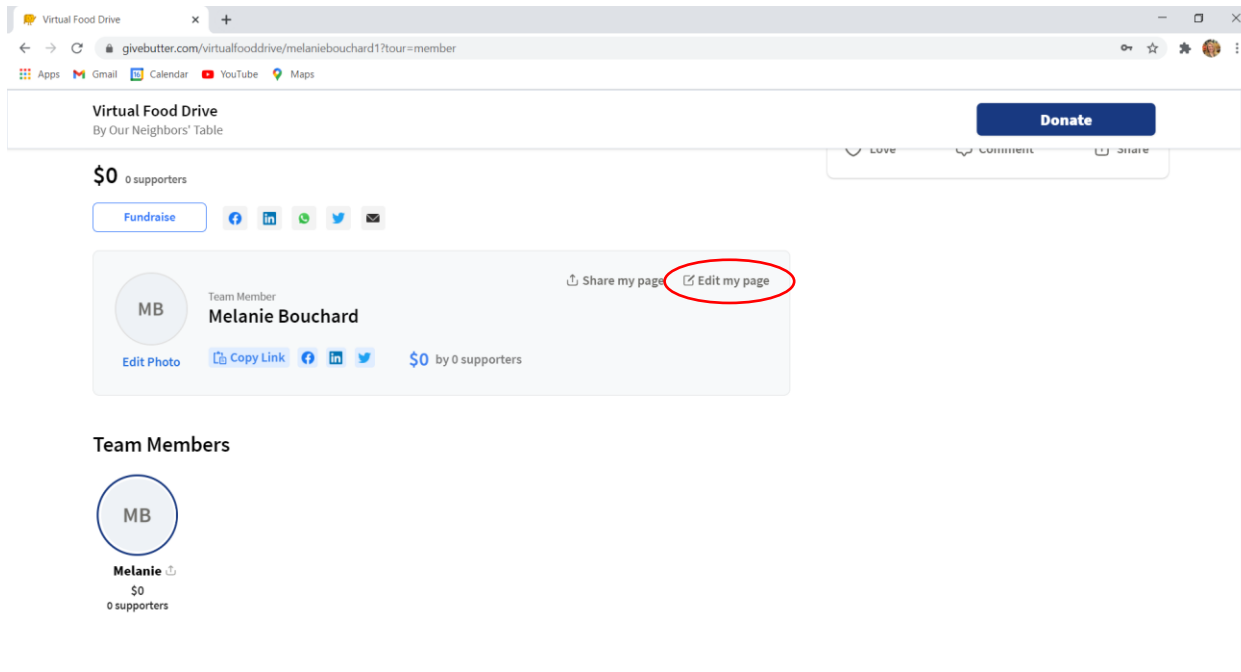 Virtual Food Drive
givebutter.com/virtualfooddrive/melaniebouchard1?tour=member
Apps Gmail 16 Calendar YouTube Maps
Virtual Food Drive
By Our Neighbors' Table
Donate
Love Comment Share
$0 0 supporters
Fundraise
Share my page Edit my page
MB
Team Member
Melanie Bouchard
Edit Photo
Copy Link
$0 by 0 supporters
Team Members
MB
Melanie
$0
0 supporters